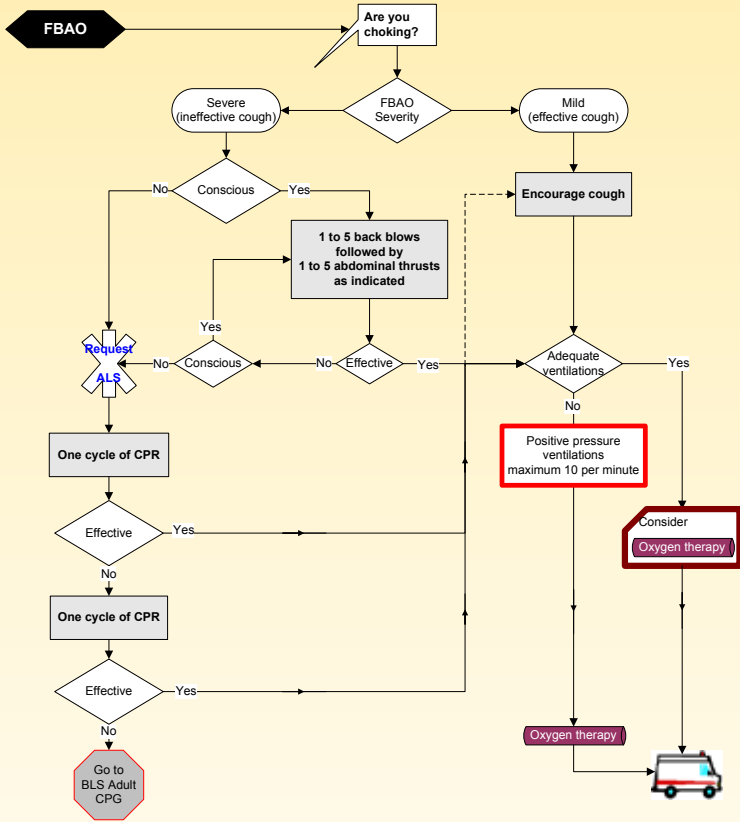 FBAO
Are you
choking?
Severe
(ineffective cough)
FBAO
Severity
Mild
(effective cough)
No
Conscious
Yes
Encourage cough
1 to 5 back blows
followed by
1 to 5 abdominal thrusts
as indicated
Yes
Request
ALS
No
Conscious
No
Effective
Yes
Adequate
ventilations
Yes
No
Positive pressure
ventilations
maximum 10 per minute
One cycle of CPR
Consider
Oxygen therapy
Effective
Yes
No
One cycle of CPR
Effective
Yes
No
Oxygen therapy
Go to
BLS Adult
CPG